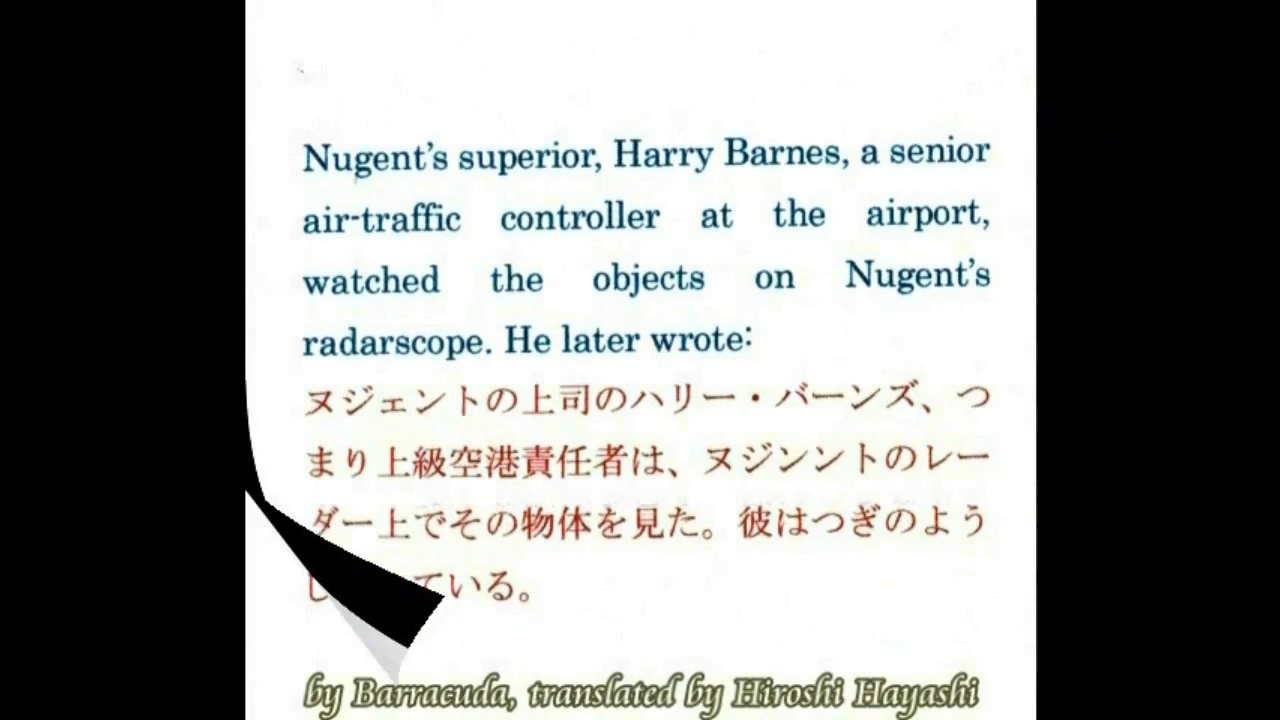 Nugent's superior, Harry Barnes, a senior
air-traffic controller at the airport,
watched the objects on Nugent's
radarscope. He later wrote:
ヌジェントの上司のハリー・バーンズ、つ
まり上級空港責任者は、ヌジンントのレー
ダー上でその物体を見た。彼はつぎのよう
ている。
by Barracuda, translated by Hiroshi Hayashi